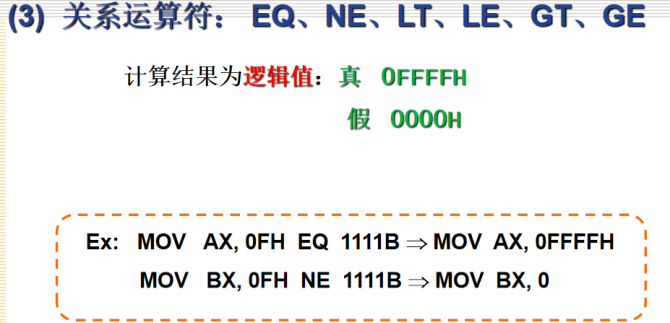 (3) 关系运算符： EQ、NE、LT、LE、GT、GE
计算结果为逻辑值：真 0FFFFH
假 0000H
Ex: MOV AX, 0FH EQ 1111B ⇒ MOV AX, 0FFFFH
MOV BX, 0FH NE 1111B ⇒ MOV BX, 0